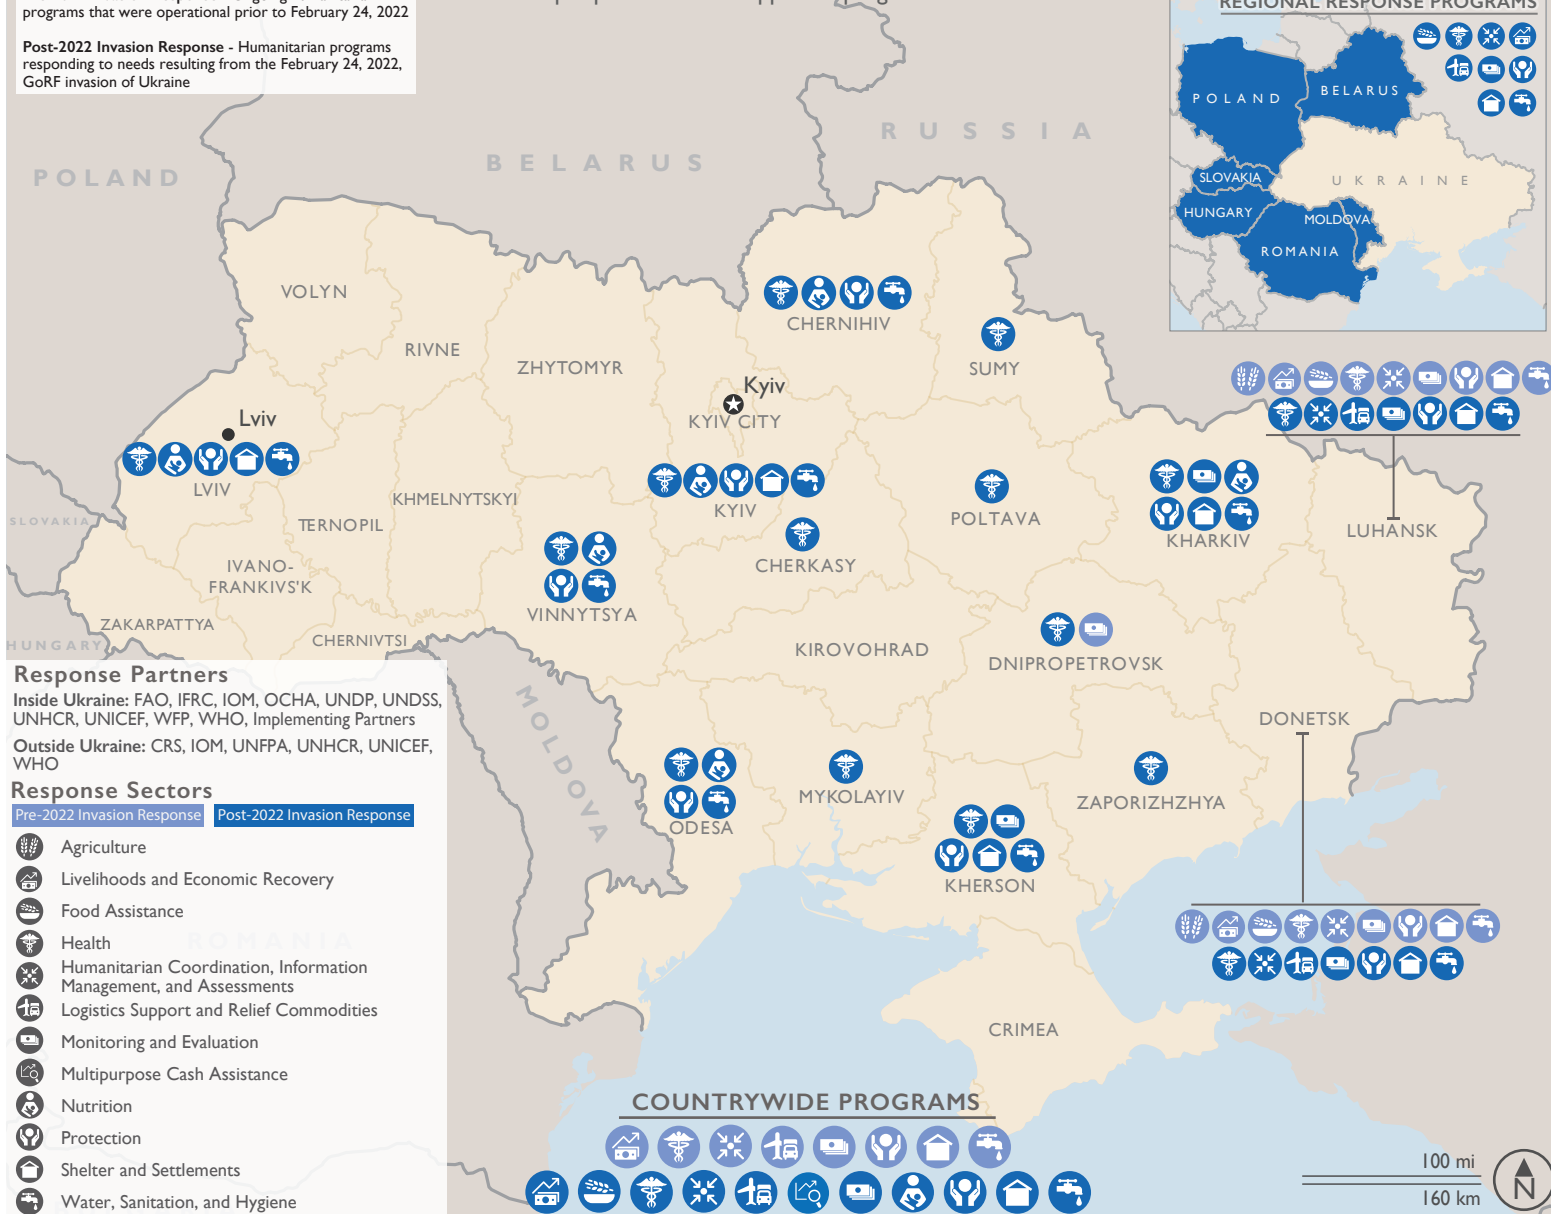 programs that were operational prior to February 24, 2022
Post-2022 Invasion Response - Humanitarian programs
responding to needs resulting from the February 24, 2022,
GoRF invasion of Ukraine
REGIONAL RESPONSE PROGRAMS
POLAND
BELARUS
SLOVAKIA
UKRAINE
HUNGARY
MOLDOVA
ROMANIA
RUSSIA
BELARUS
POLAND
VOLYN
RIVNE
ZHYTOMYR
CHERNIHIV
SUMY
Kyiv
KYIV CITY
Lviv
LVIV
KHMELNYTSKYI
TERNOPIL
KYIV
POLTAVA
KHARKIV
LUHANSK
SLOVAKIA
IVANO-
FRANKIVS'K
CHERKASY
VINNYTSYA
ZAKARPATTYA
CHERNIVTSI
HUNGARY
KIROVOHRAD
DNIPROPETROVSK
DONETSK
MOLDOVA
ODESA
MYKOLAYIV
ZAPORIZHZHYA
KHERSON
CRIMEA
Response Partners
Inside Ukraine: FAO, IFRC, IOM, OCHA, UNDP, UNDSS,
UNHCR, UNICEF, WFP, WHO, Implementing Partners
Outside Ukraine: CRS, IOM, UNFPA, UNHCR, UNICEF,
WHO
Response Sectors
Pre-2022 Invasion Response Post-2022 Invasion Response
Agriculture
Livelihoods and Economic Recovery
Food Assistance
Health
ROMANIA
Humanitarian Coordination, Information
Management, and Assessments
Logistics Support and Relief Commodities
Monitoring and Evaluation
Multipurpose Cash Assistance
Nutrition
Protection
Shelter and Settlements
Water, Sanitation, and Hygiene
COUNTRYWIDE PROGRAMS
100 mi
160 km
N